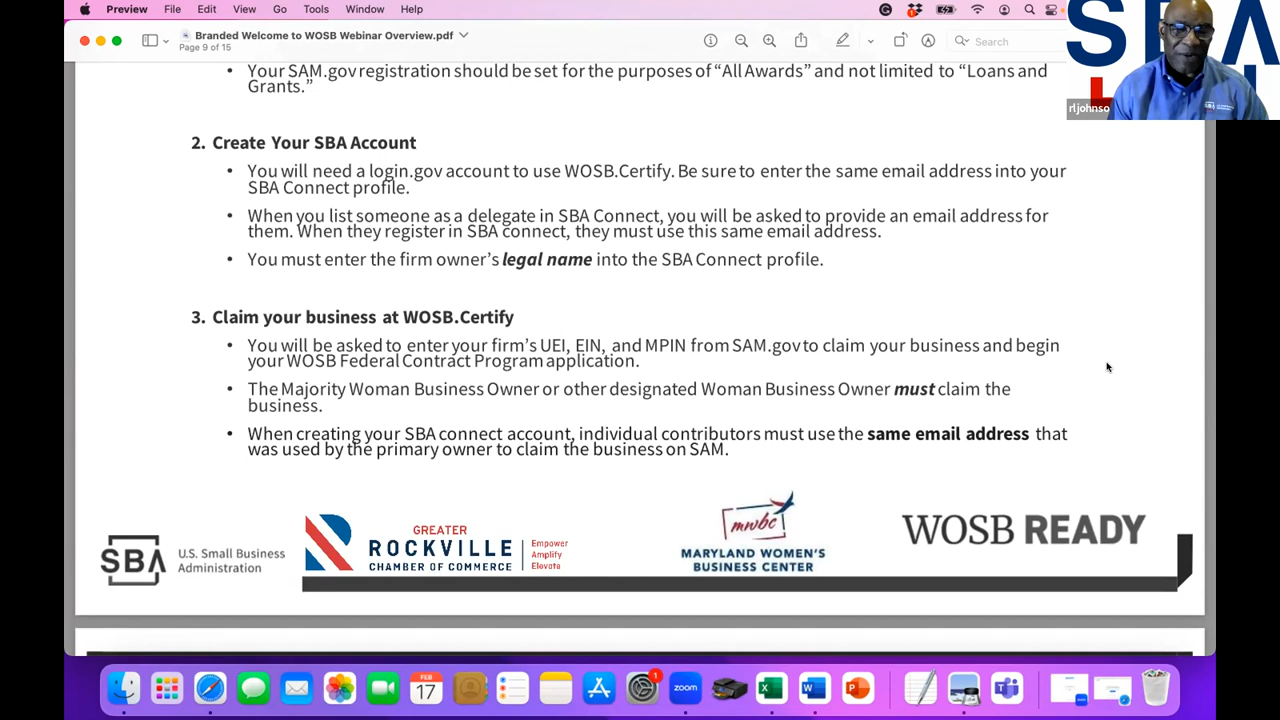 Preview File Edit View Go Tools Window Help
Branded Welcome to WOSB Webinar Overview.pdf
Page 9 of 15
Search
rljohnso
• Your SAM.gov registration should be set for the purposes of “All Awards” and not limited to “Loans and
Grants.”
2. Create Your SBA Account
• You will need a login.gov account to use WOSB.Certify. Be sure to enter the same email address into your
SBA Connect profile.
• When you list someone as a delegate in SBA Connect, you will be asked to provide an email address for
them. When they register in SBA connect, they must use this same email address.
• You must enter the firm owner’s legal name into the SBA Connect profile.
3. Claim your business at WOSB.Certify
• You will be asked to enter your firm’s UEI, EIN, and MPIN from SAM.gov to claim your business and begin
your WOSB Federal Contract Program application.
• The Majority Woman Business Owner or other designated Woman Business Owner must claim the
business.
• When creating your SBA connect account, individual contributors must use the same email address that
was used by the primary owner to claim the business on SAM.
SBA
U.S. Small Business
Administration
GREATER
ROCKVILLE
CHAMBER OF COMMERCE
Empower
Amplify
Elevate
mwbc
MARYLAND WOMEN'S
BUSINESS CENTER
WOSB READY
FEB
17
1
zoom